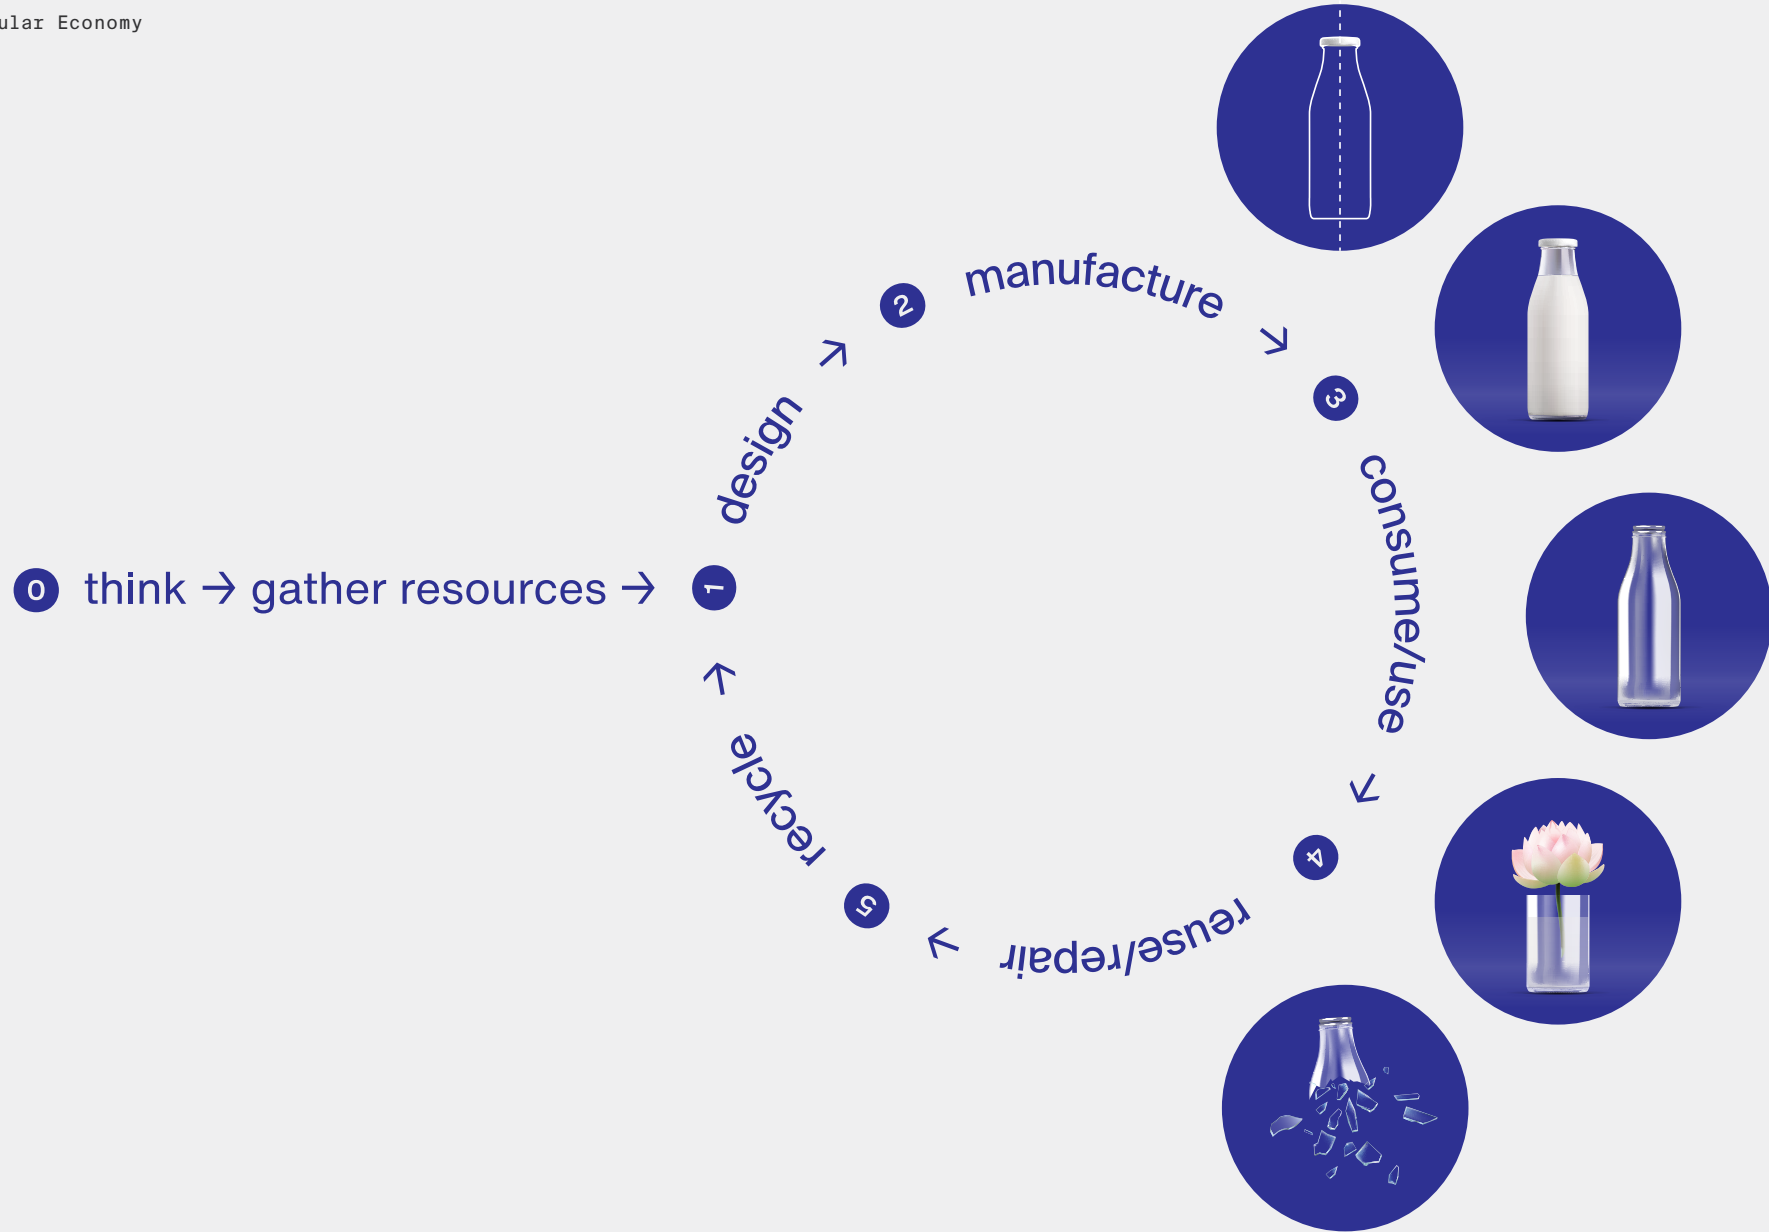 ular Economy
0 think → gather resources →
1 design →
2 manufacture →
3 consume/use →
4 reuse/repair →
5 recycle →